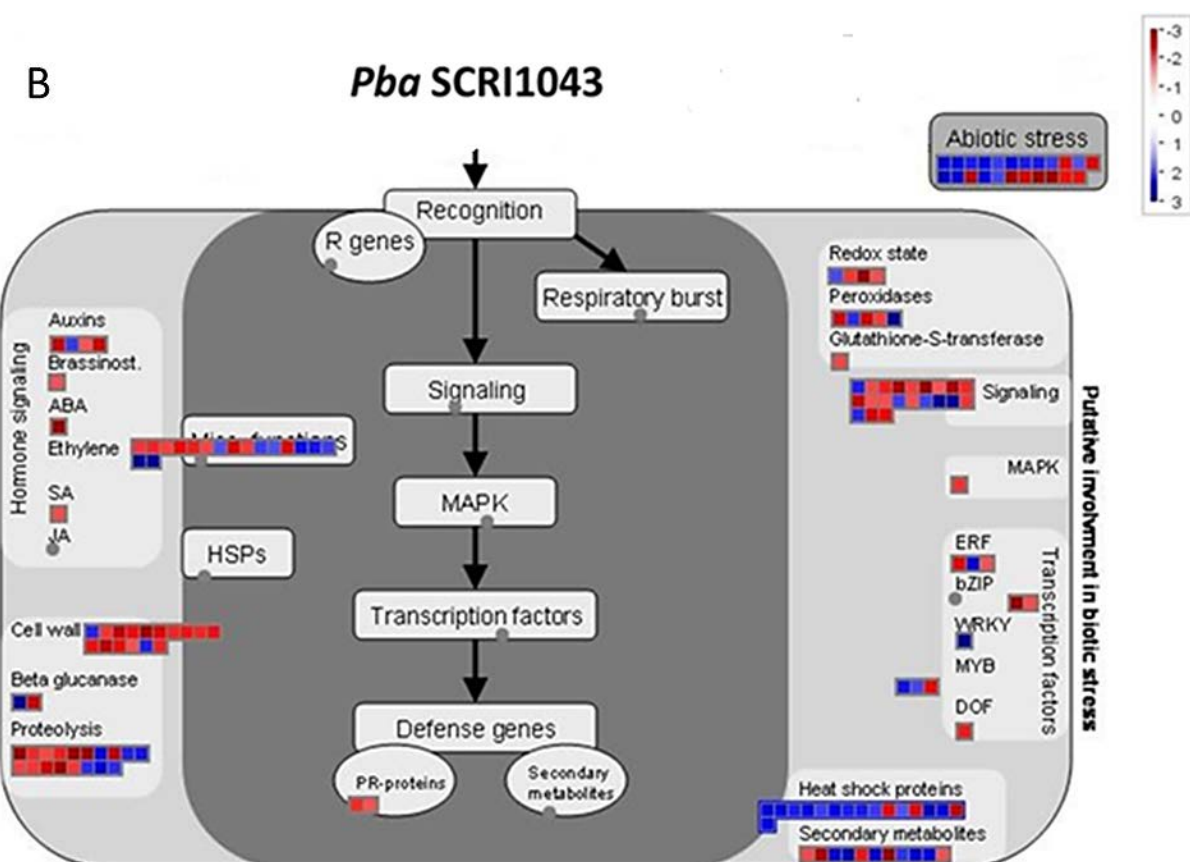 B
Pba SCRI1043
-3
-2
-1
0
1
2
3
Abiotic stress
Recognition
R genes
Respiratory burst
Signaling
MAPK
HSPs
Transcription factors
Defense genes
PR-proteins
Secondary
metabolites
Hormone signaling
Auxins
Brassinost.
ABA
Ethylene
SA
JA
Cell wall
Beta glucanase
Proteolysis
Redox state
Peroxidases
Glutathione-S-transferase
Signaling
MAPK
ERF
bZIP
WRKY
MYB
DOF
Transcription factors
Putative involvment in biotic stress
Heat shock proteins
Secondary metabolites